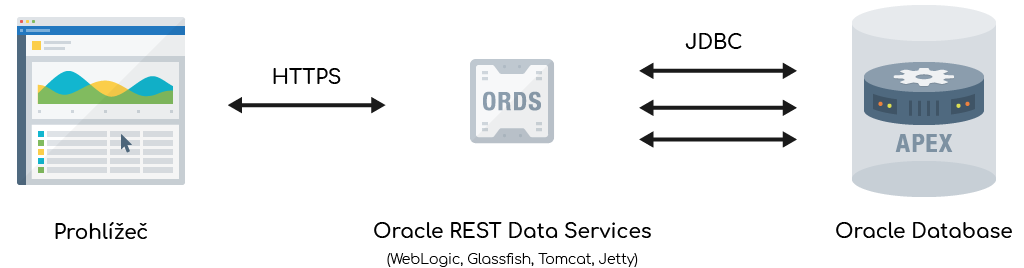 HTTPS
JDBC
ORDS
APEX
Prohlížeč
Oracle REST Data Services
(WebLogic, Glassfish, Tomcat, Jetty)
Oracle Database